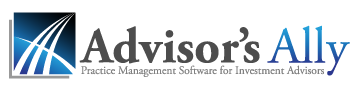 Advisor's Ally
Practice Management Software for Investment Advisors